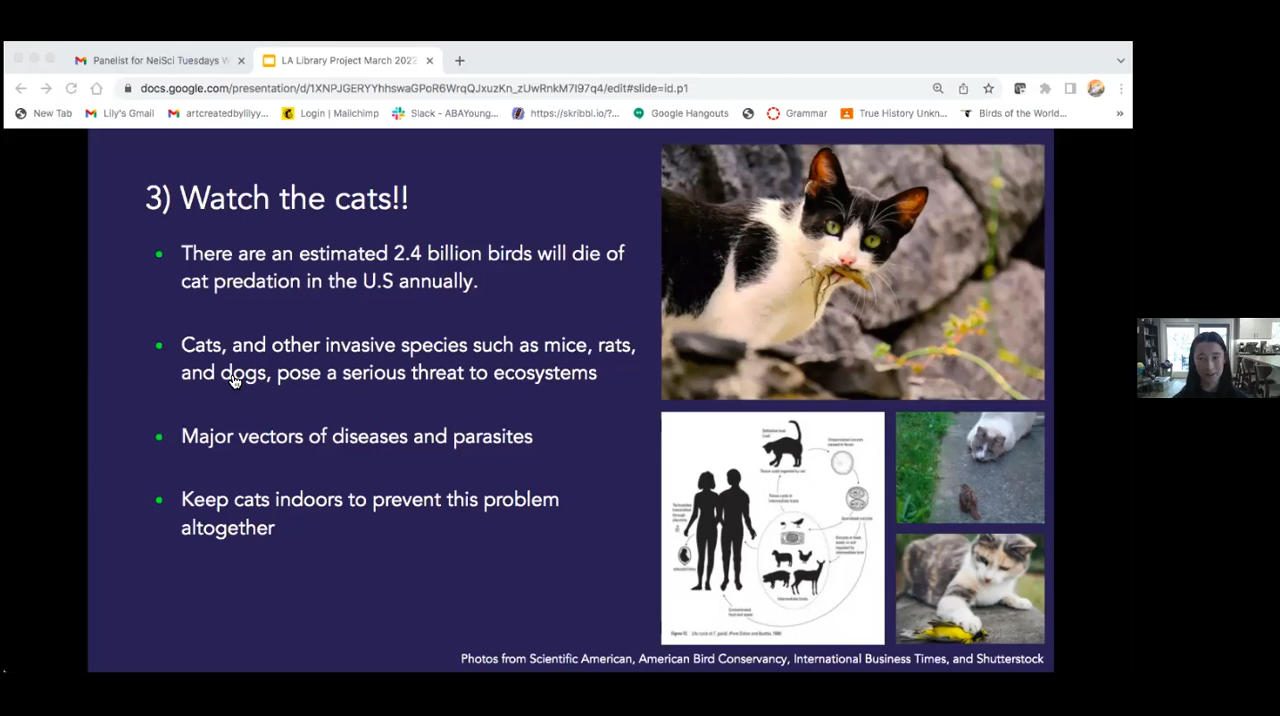 Panelist for NeiSci Tuesdays W
LA Library Project March 2022
docs.google.com/presentation/d/1XNPJGERYYhhswaGPoR6WrqQJxuzKn_zUwRnkM7I97q4/edit#slide=id.p1
New Tab
Lily's Gmail
artcreatedbylilyy...
Login | Mailchimp
Slack - ABAYoung...
https://skribbl.io/?...
Google Hangouts
Grammar
True History Unkn...
Birds of the World...
»
3) Watch the cats!!
There are an estimated 2.4 billion birds will die of
cat predation in the U.S annually.
Cats, and other invasive species such as mice, rats,
and dogs, pose a serious threat to ecosystems
Major vectors of diseases and parasites
Keep cats indoors to prevent this problem
altogether
Photos from Scientific American, American Bird Conservancy, International Business Times, and Shutterstock